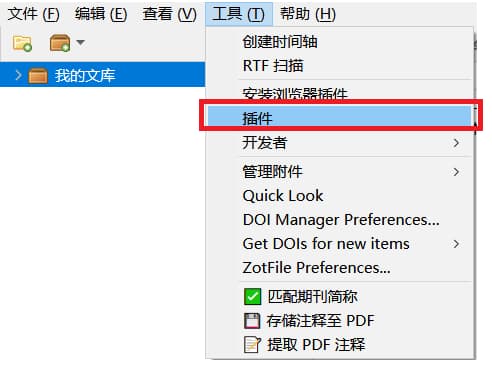 文件 (F) 编辑 (E) 查看 (V) 工具 (T) 帮助 (H)
我的文库
创建时间轴
RTF 扫描
安装浏览器插件
插件
开发者
管理附件
Quick Look
DOI Manager Preferences...
Get DOIs for new items
ZotFile Preferences...
匹配期刊简称
存储注释至 PDF
提取 PDF 注释